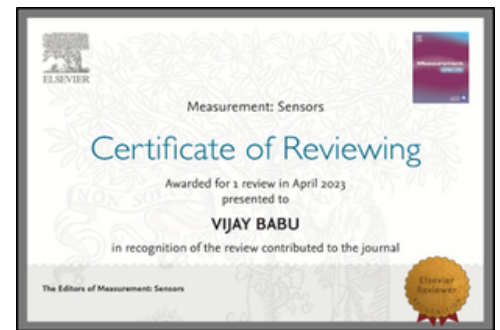 ELSEVIER
Measurement: Sensors
Certificate of Reviewing
Awarded for 1 review in April 2023
presented to
VIJAY BABU
in recognition of the review contributed to the journal
The Editors of Measurement: Sensors
Elsevier
Reviewer